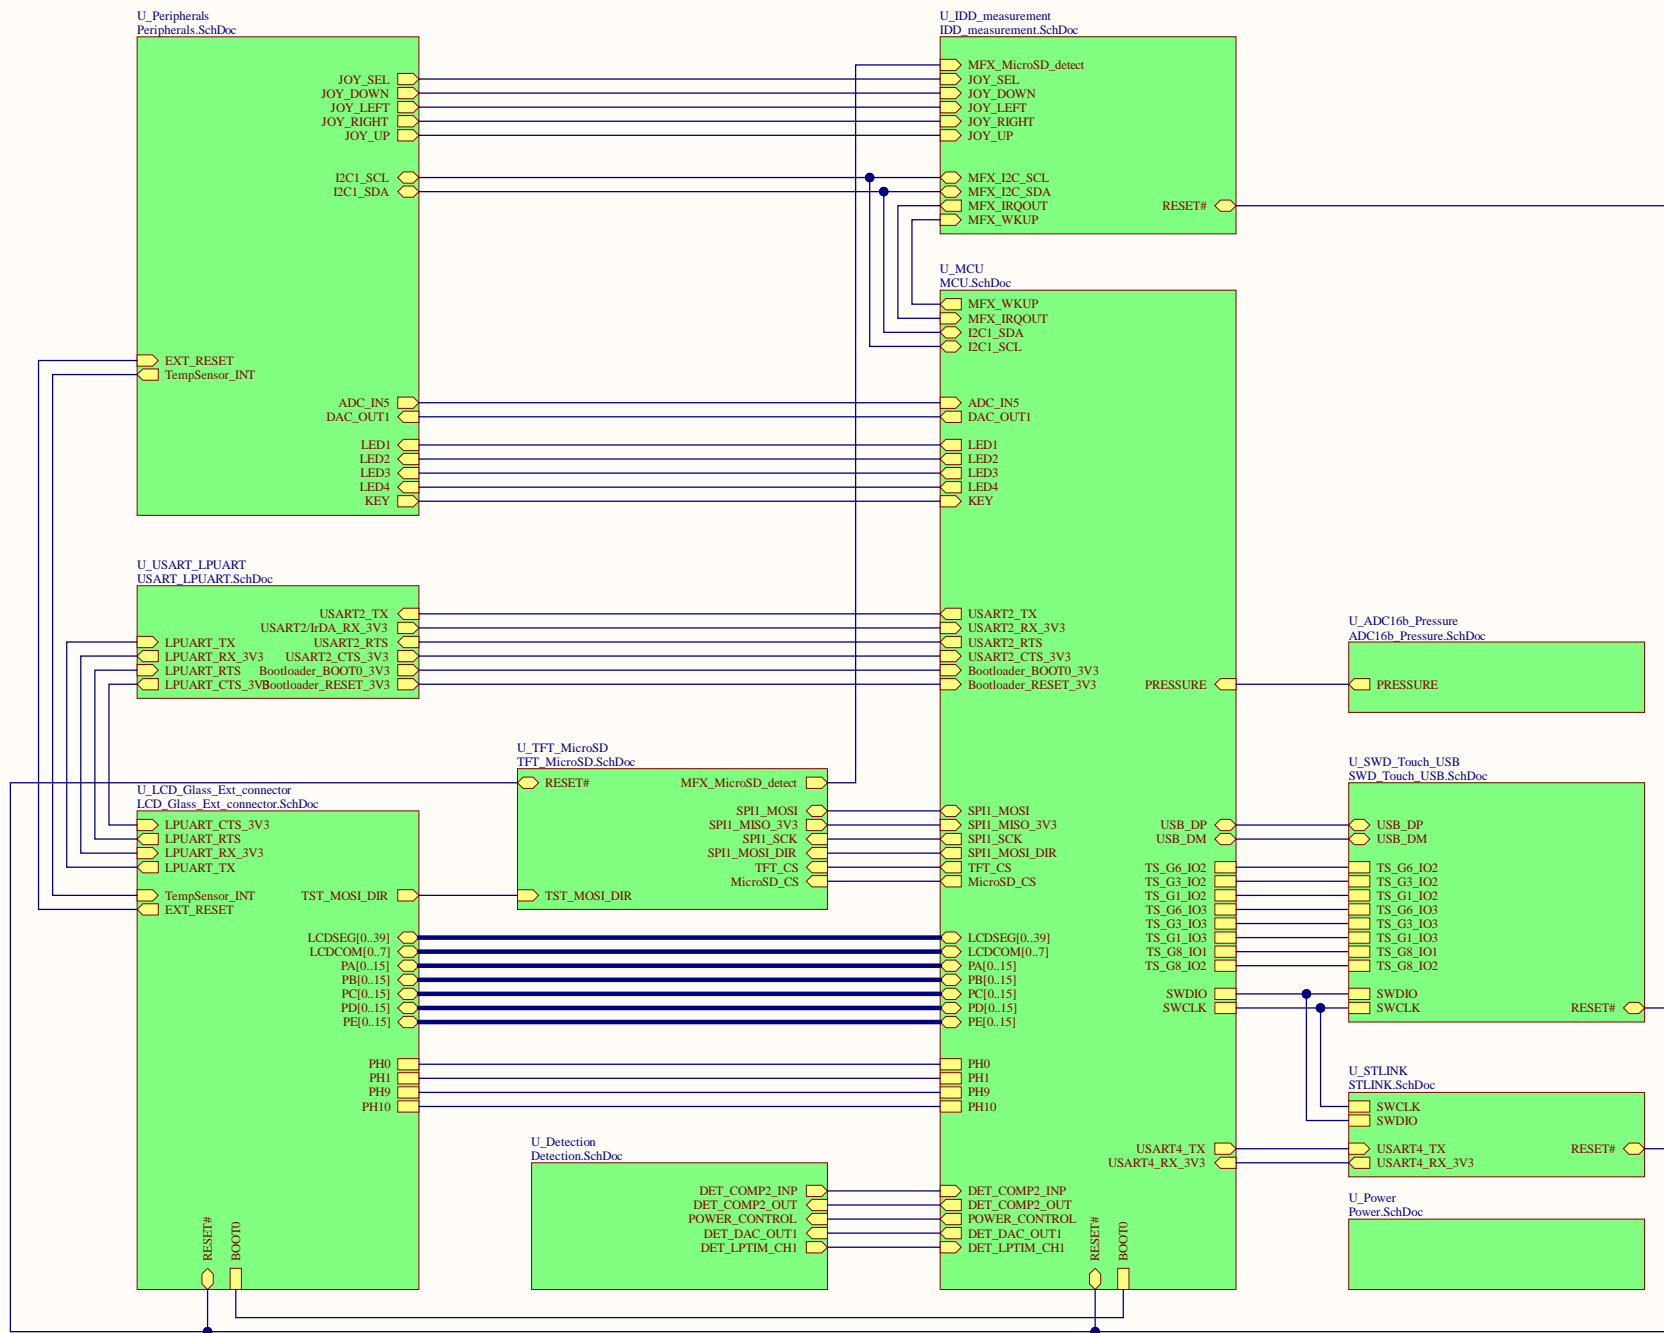 U_Peripherals
Peripherals.SchDoc
JOY_SEL
JOY_DOWN
JOY_LEFT
JOY_RIGHT
JOY_UP
I2C1_SCL
I2C1_SDA
EXT_RESET
TempSensor_INT
ADC_IN5
DAC_OUT1
LED1
LED2
LED3
LED4
KEY
U_IDD_measurement
IDD_measurement.SchDoc
MFX_MicroSD_detect
JOY_SEL
JOY_DOWN
JOY_LEFT
JOY_RIGHT
JOY_UP
MFX_I2C_SCL
MFX_I2C_SDA
MFX_IRQOUT
MFX_WKUP
RESET#
U_USART_LPUART
USART_LPUART.SchDoc
USART2_TX
USART2/IrDA_RX_3V3
LPUART_TX USART2_RTS
LPUART_RX_3V3 USART2_CTS_3V3
LPUART_RTS Bootloader_BOOT0_3V3
LPUART_CTS_3V3 Bootloader_RESET_3V3
U_TFT_MicroSD
TFT_MicroSD.SchDoc
RESET# MFX_MicroSD_detect
SPI1_MOSI
SPI1_MISO_3V3
SPI1_SCK
SPI1_MOSI_DIR
TFT_CS
MicroSD_CS
TST_MOSI_DIR
U_LCD_Glass_Ext_connector
LCD_Glass_Ext_connector.SchDoc
LPUART_CTS_3V3
LPUART_RTS
LPUART_RX_3V3
LPUART_TX
TempSensor_INT TST_MOSI_DIR
EXT_RESET
LCDSEG[0..39]
LCDCOM[0..7]
PA[0..15]
PB[0..15]
PC[0..15]
PD[0..15]
PE[0..15]
PH0
PH1
PH9
PH10
RESET#
BOOT0
U_Detection
Detection.SchDoc
DET_COMP2_INP
DET_COMP2_OUT
POWER_CONTROL
DET_DAC_OUT1
DET_LPTIM_CH1
U_MCU
MCU.SchDoc
MFX_WKUP
MFX_IRQOUT
I2C1_SDA
I2C1_SCL
ADC_IN5
DAC_OUT1
LED1
LED2
LED3
LED4
KEY
USART2_TX
USART2_RX_3V3
USART2_RTS
USART2_CTS_3V3
Bootloader_BOOT0_3V3
Bootloader_RESET_3V3 PRESSURE
SPI1_MOSI
SPI1_MISO_3V3 USB_DP
SPI1_SCK USB_DM
SPI1_MOSI_DIR
TFT_CS TS_G6_IO2
MicroSD_CS TS_G3_IO2
TS_G1_IO2
TS_G6_IO3
TS_G3_IO3
LCDSEG[0..39] TS_G1_IO3
LCDCOM[0..7] TS_G8_IO1
PA[0..15] TS_G8_IO2
PB[0..15]
PC[0..15] SWDIO
PD[0..15] SWCLK
PE[0..15]
PH0
PH1
PH9
PH10
USART4_TX
USART4_RX_3V3
DET_COMP2_INP
DET_COMP2_OUT
POWER_CONTROL
DET_DAC_OUT1
DET_LPTIM_CH1
RESET#
BOOT0
U_ADC16b_Pressure
ADC16b_Pressure.SchDoc
PRESSURE
U_SWD_Touch_USB
SWD_Touch_USB.SchDoc
USB_DP
USB_DM
TS_G6_IO2
TS_G3_IO2
TS_G1_IO2
TS_G6_IO3
TS_G3_IO3
TS_G1_IO3
TS_G8_IO1
TS_G8_IO2
SWDIO
SWCLK RESET#
U_STLINK
STLINK.SchDoc
SWCLK
SWDIO
USART4_TX RESET#
USART4_RX_3V3
U_Power
Power.SchDoc